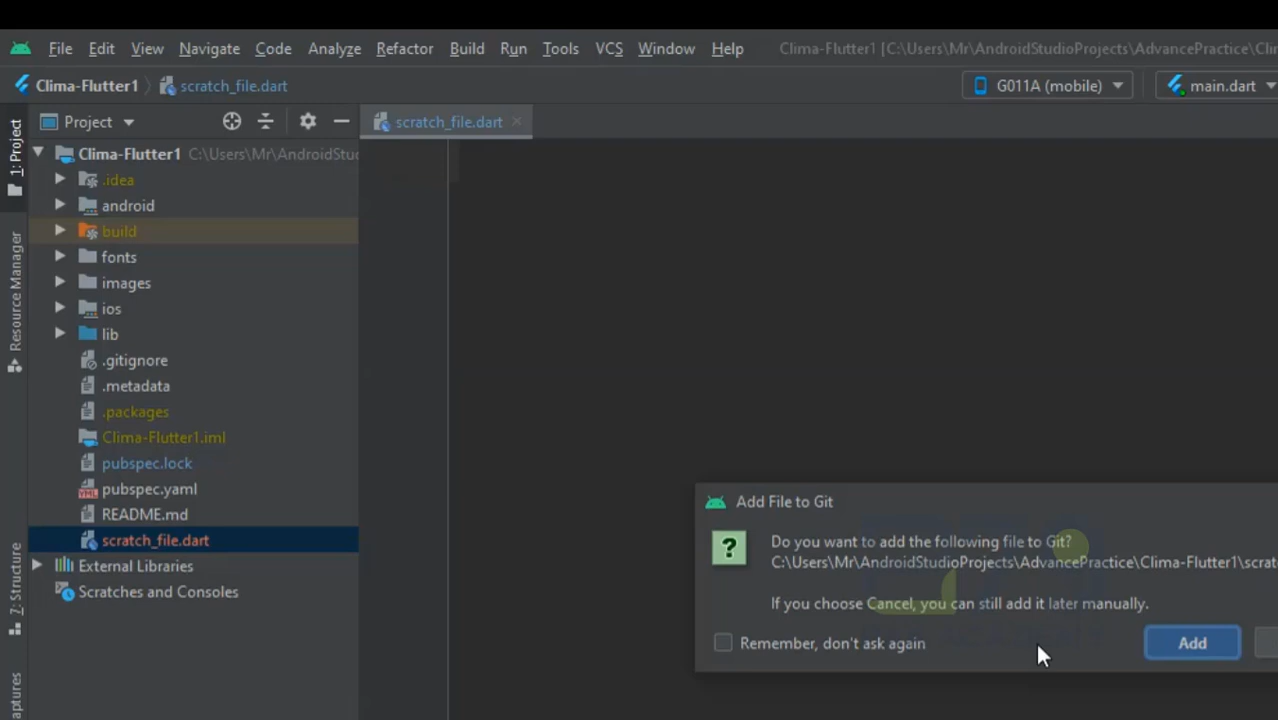 File Edit View Navigate Code Analyze Refactor Build Run Tools VCS Window Help Clima-Flutter1 [C:\Users\Mr\AndroidStudioProjects\AdvancePractice\Clim
Clima-Flutter1 scratch_file.dart G011A (mobile) main.dart
1: Project
Project
scratch_file.dart
Clima-Flutter1 C:\Users\Mr\AndroidStu
.idea
android
build
fonts
images
ios
lib
.gitignore
.metadata
.packages
Clima-Flutter1.iml
pubspec.lock
pubspec.yaml
README.md
scratch_file.dart
External Libraries
Scratches and Consoles
Resource Manager
7: Structure
aptures
Add File to Git
Do you want to add the following file to Git?
C:\Users\Mr\AndroidStudioProjects\AdvancePractice\Clima-Flutter1\scrat
If you choose Cancel, you can still add it later manually.
Remember, don't ask again
Add